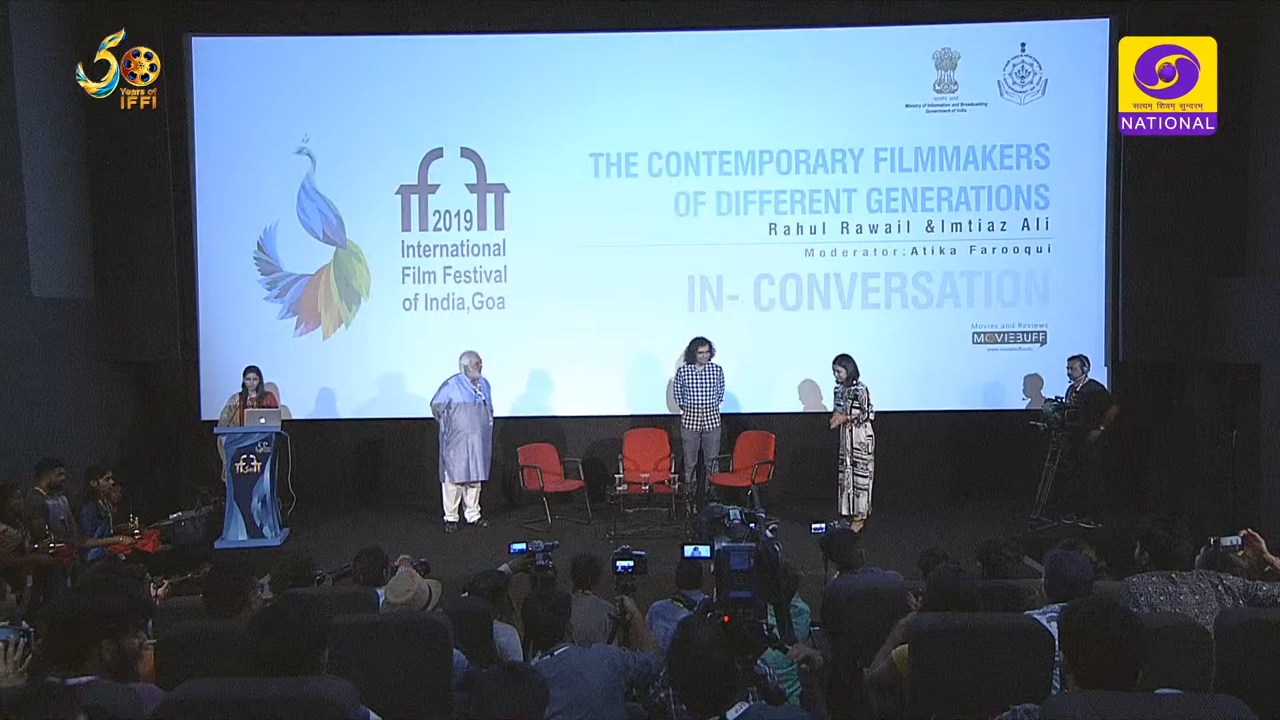 50
Years of
IFFI
सत्यम् शिवम् सुन्दरम्
NATIONAL
Ministry of Information and Broadcasting
Government of India
2019
International
Film Festival
of India,Goa
THE CONTEMPORARY FILMMAKERS
OF DIFFERENT GENERATIONS
Rahul Rawail &Imtiaz Ali
Moderator:Atika Farooqui
IN- CONVERSATION
Movies and Reviews
MOVIEBUFF